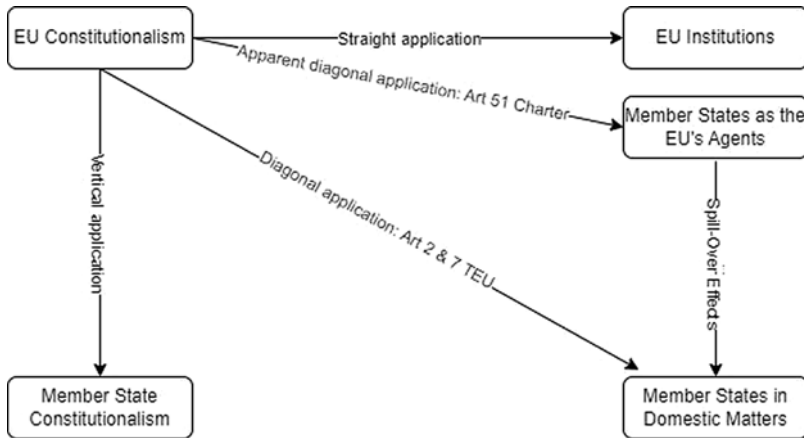 EU Constitutionalism
Straight application
EU Institutions
Apparent diagonal application: Art 51 Charter
Member States as the
EU's Agents
Vertical application
Diagonal application: Art 2 & 7 TEU
Spill-Over Effects
Member State
Constitutionalism
Member States in
Domestic Matters